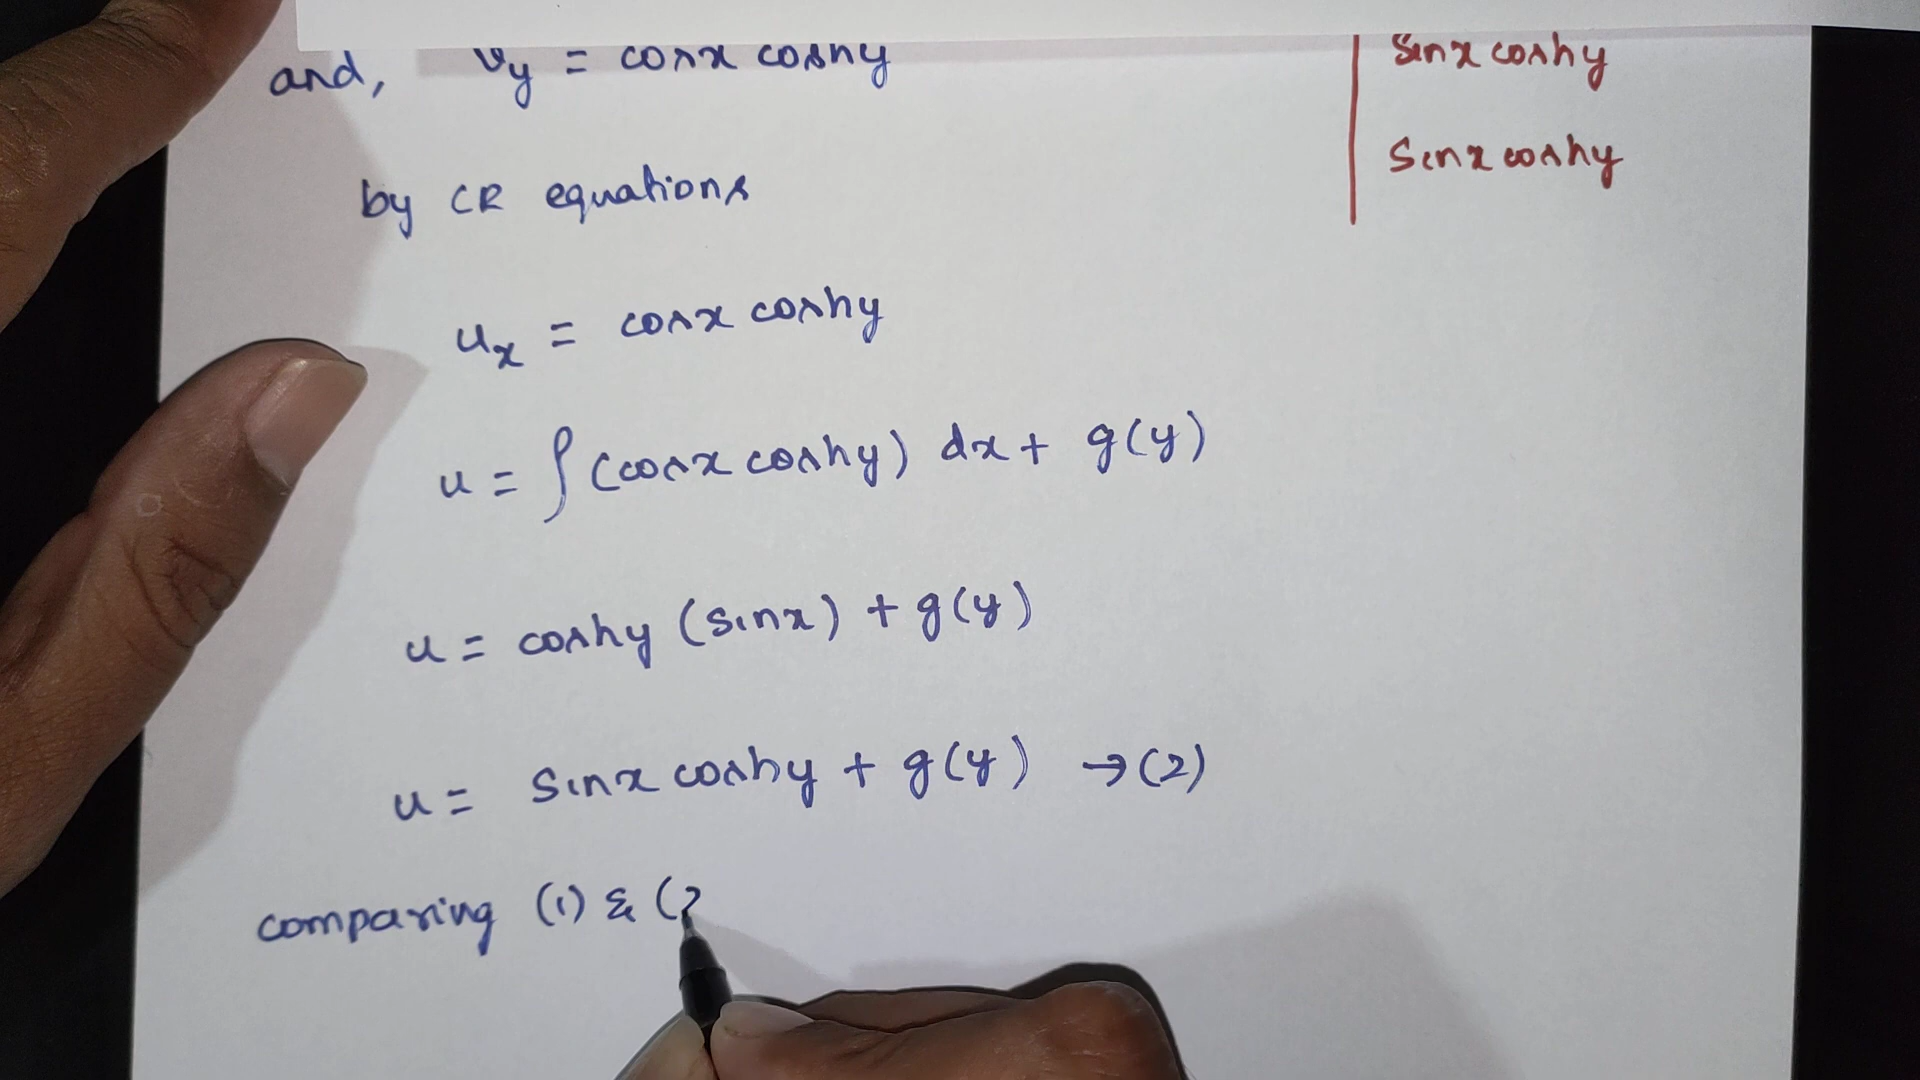 and, vy = cosx coshy
by CR equations
ux = cosx coshy
u = ∫ (cosx coshy) dx + g(y)
u = coshy (sinx) + g(y)
u = sinx coshy + g(y) → (2)
comparing (1) & (2
sinx coshy
sinx coshy